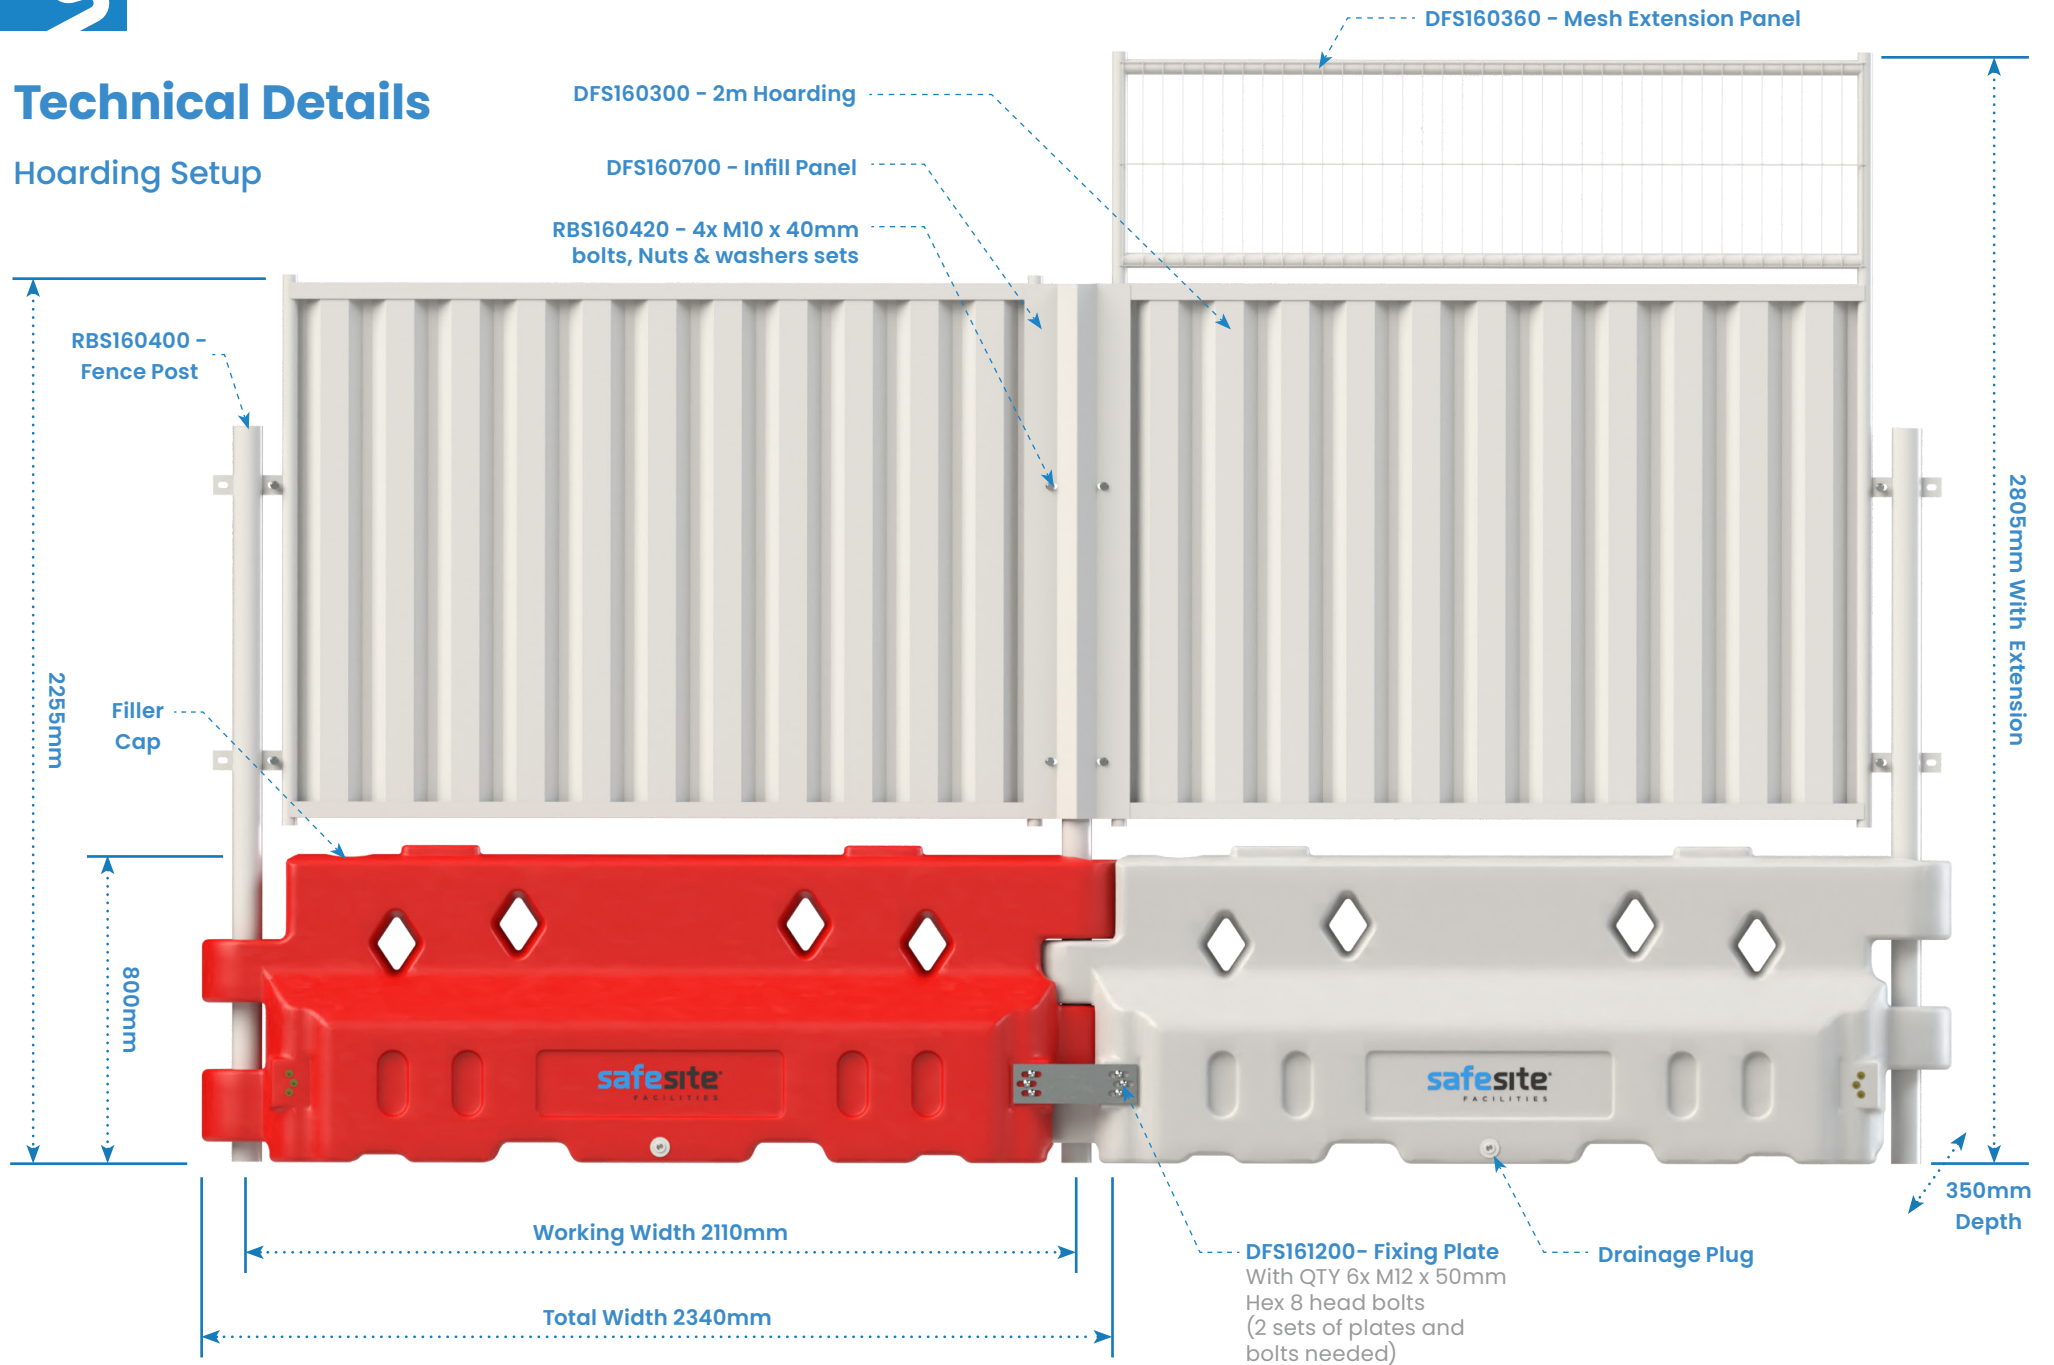 Technical Details
Hoarding Setup
DFS160360 - Mesh Extension Panel
DFS160300 - 2m Hoarding
DFS160700 - Infill Panel
RBS160420 - 4x M10 x 40mm
bolts, Nuts & washers sets
RBS160400 -
Fence Post
Filler
Cap
2255mm
800mm
2805mm With Extension
safesite
FACILITIES
safesite
FACILITIES
350mm
Depth
Working Width 2110mm
Total Width 2340mm
DFS161200- Fixing Plate
With QTY 6x M12 x 50mm
Hex 8 head bolts
(2 sets of plates and
bolts needed)
Drainage Plug